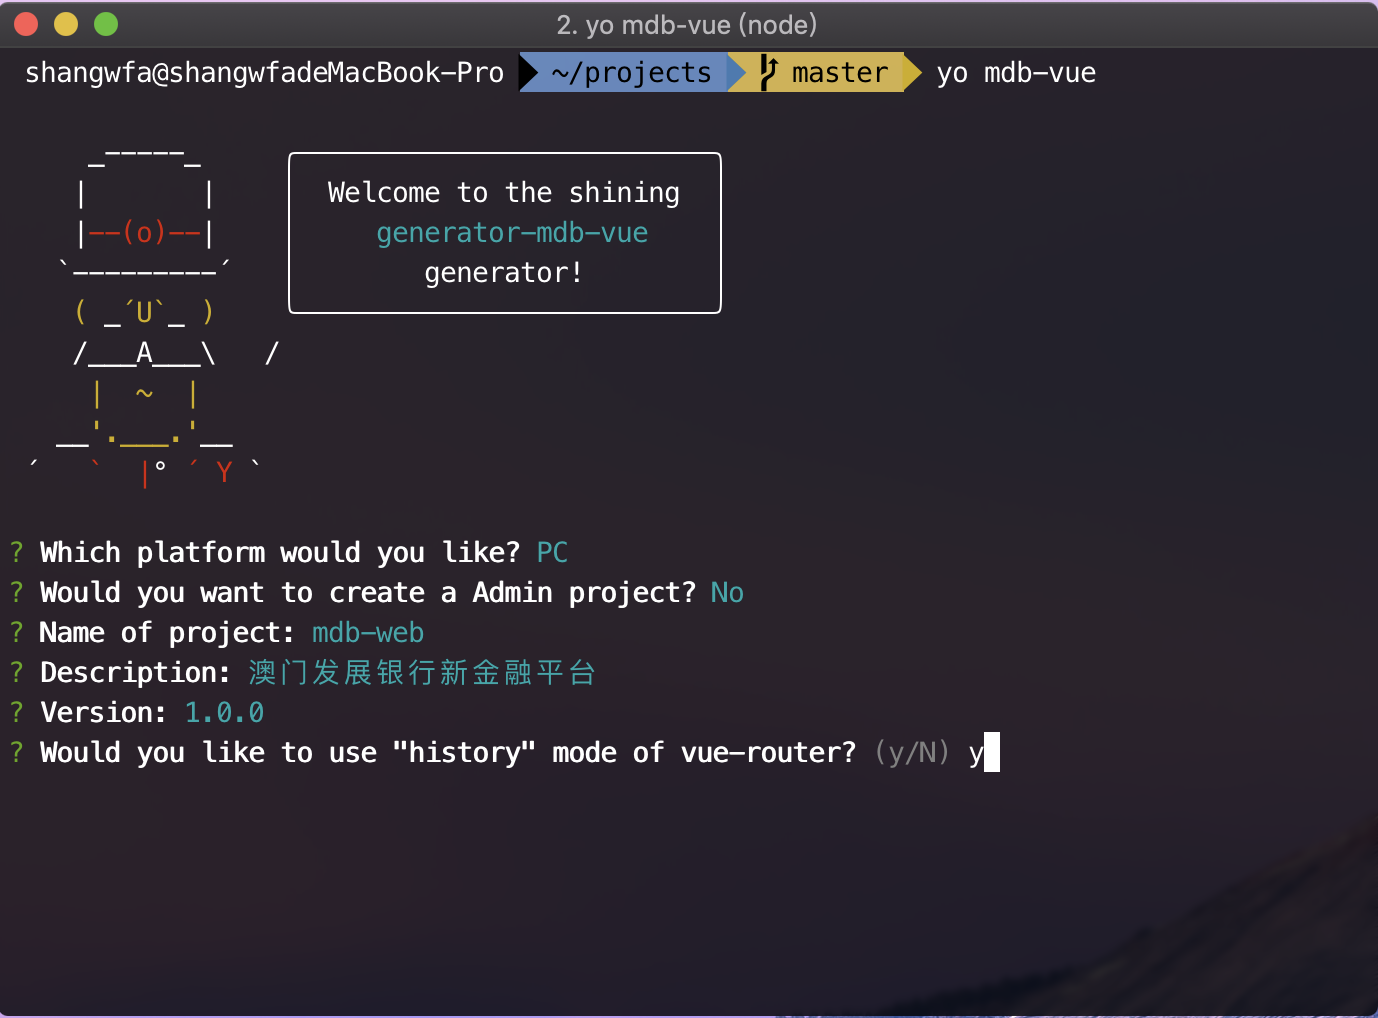 2. yo mdb-vue (node)
shangwfa@shangwfadeMacBook-Pro ~/projects master yo mdb-vue
_-----_
|       |
|--(o)--|
`---------´
( _´U`_ )
/___A___\   /
|  ~  |
__'.___.'__
´   `  |° ´ Y `
Welcome to the shining
generator-mdb-vue
generator!
? Which platform would you like? PC
? Would you want to create a Admin project? No
? Name of project: mdb-web
? Description: 澳门发展银行新金融平台
? Version: 1.0.0
? Would you like to use "history" mode of vue-router? (y/N) y